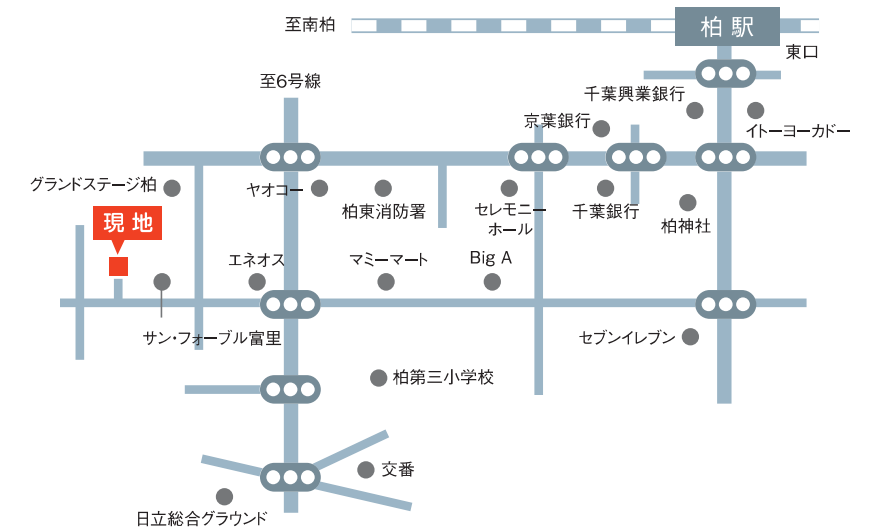 至南柏
柏駅
東口
至6号線
千葉興業銀行
京葉銀行
イトーヨーカドー
グランドステージ柏
ヤオコー
柏東消防署
セレモニー
ホール
千葉銀行
柏神社
現地
エネオス
マミーマート
Big A
サン・フォーブル富里
セブンイレブン
柏第三小学校
交番
日立総合グラウンド